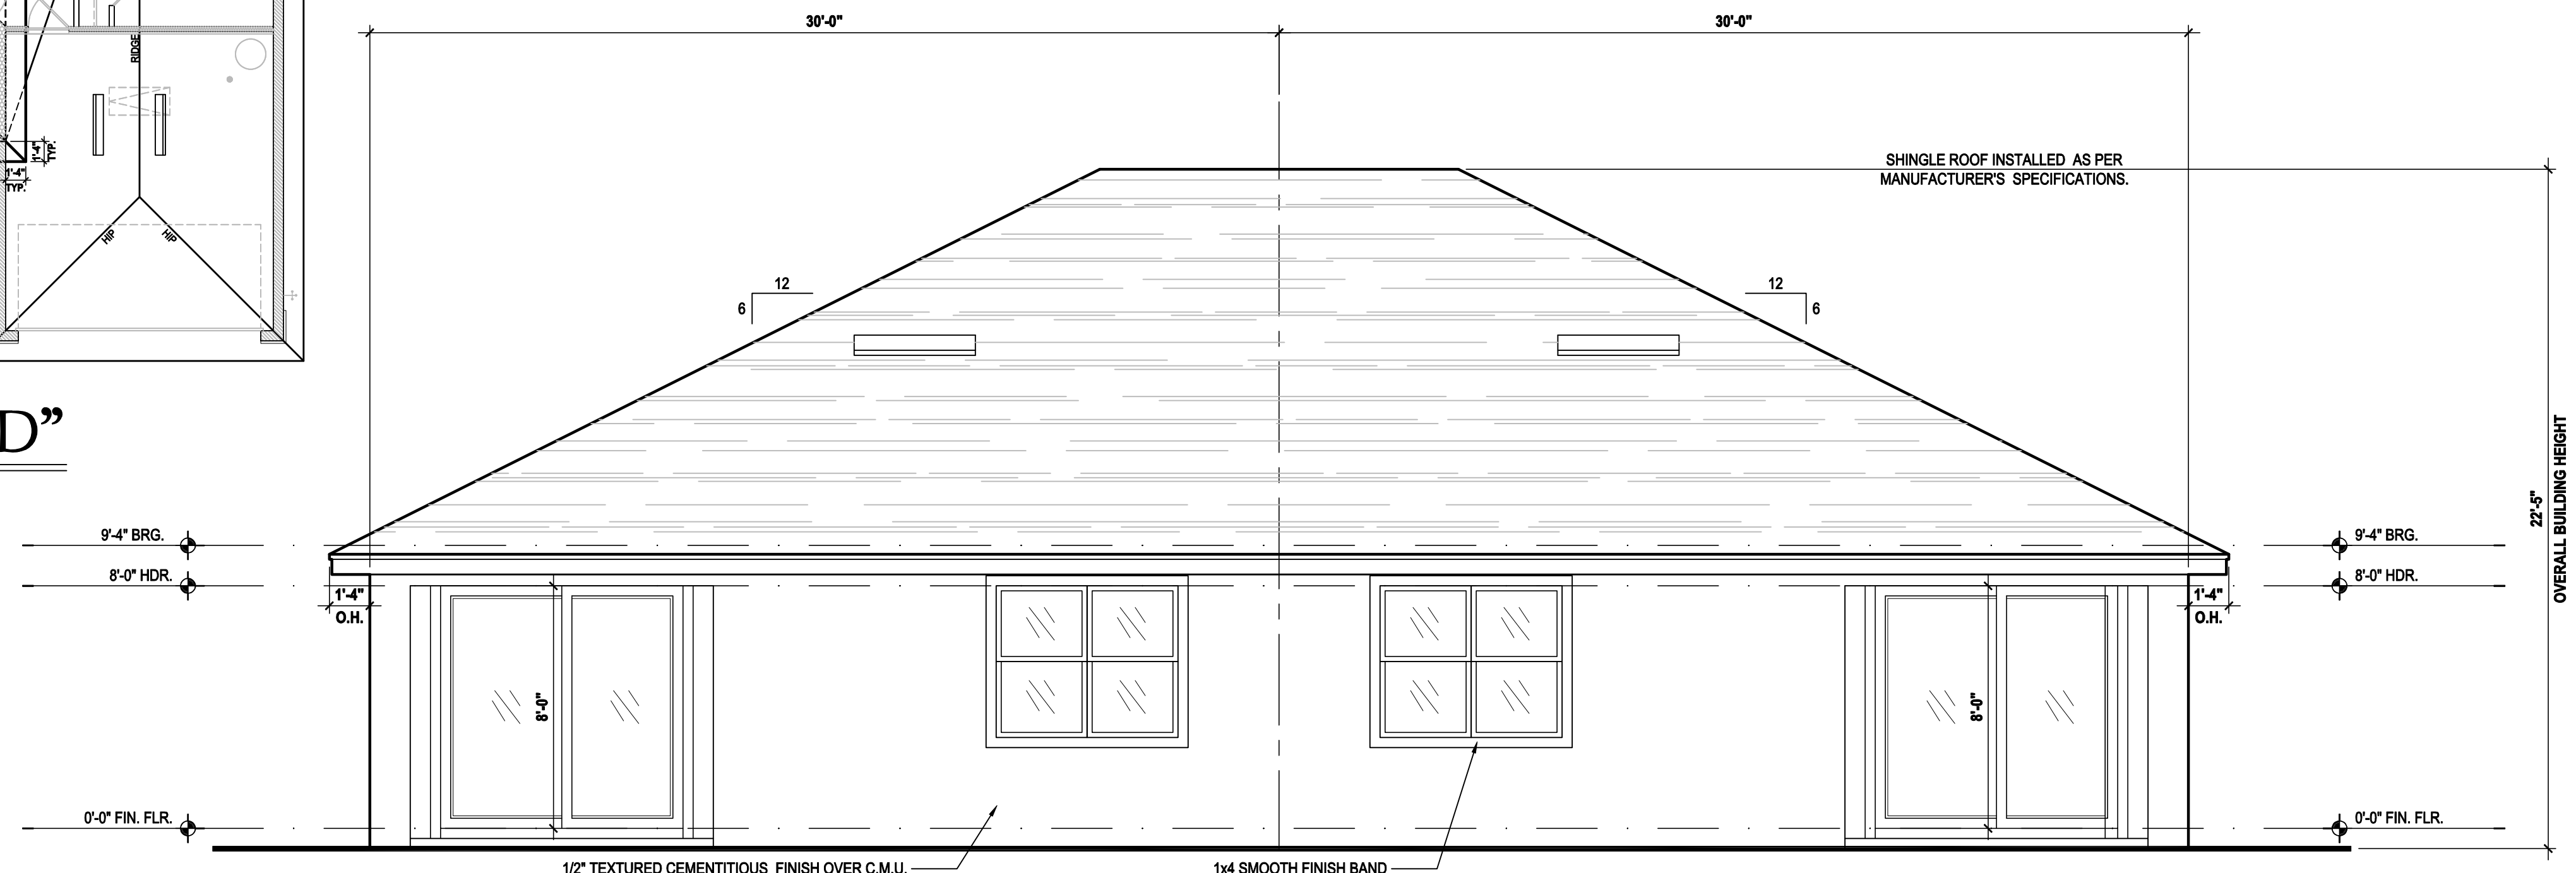 30'-0"
30'-0"
RIDGE
1'-4"
TYP.
1'-4"
TYP.
HIP
HIP
SHINGLE ROOF INSTALLED AS PER
MANUFACTURER'S SPECIFICATIONS.
12
6
12
6
D”
9'-4" BRG.
8'-0" HDR.
1'-4"
O.H.
9'-4" BRG.
8'-0" HDR.
1'-4"
O.H.
22'-5"
OVERALL BUILDING HEIGHT
8'-0"
8'-0"
0'-0" FIN. FLR.
0'-0" FIN. FLR.
1/2" TEXTURED CEMENTITIOUS FINISH OVER C.M.U.
1x4 SMOOTH FINISH BAND